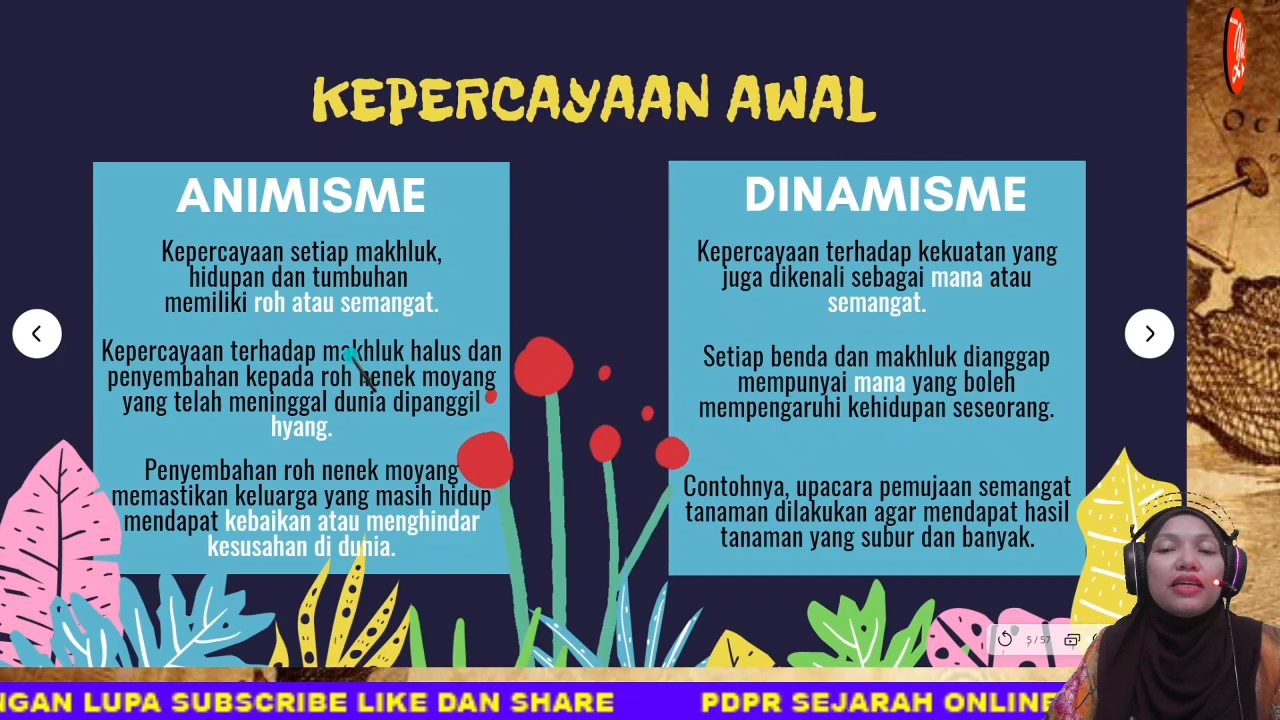 KEPERCAYAAN AWAL
ANIMISME
Kepercayaan setiap makhluk,
hidupan dan tumbuhan
memiliki roh atau semangat.
Kepercayaan terhadap makhluk halus dan
penyembahan kepada roh nenek moyang
yang telah meninggal dunia dipanggil
hyang.
Penyembahan roh nenek moyang
memastikan keluarga yang masih hidup
mendapat kebaikan atau menghindar
kesusahan di dunia.
DINAMISME
Kepercayaan terhadap kekuatan yang
juga dikenali sebagai mana atau
semangat.
Setiap benda dan makhluk dianggap
mempunyai mana yang boleh
mempengaruhi kehidupan seseorang.
Contohnya, upacara pemujaan semangat
tanaman dilakukan agar mendapat hasil
tanaman yang subur dan banyak.
5 / 57
NGAN LUPA SUBSCRIBE LIKE DAN SHARE PDPR SEJARAH ONLINE